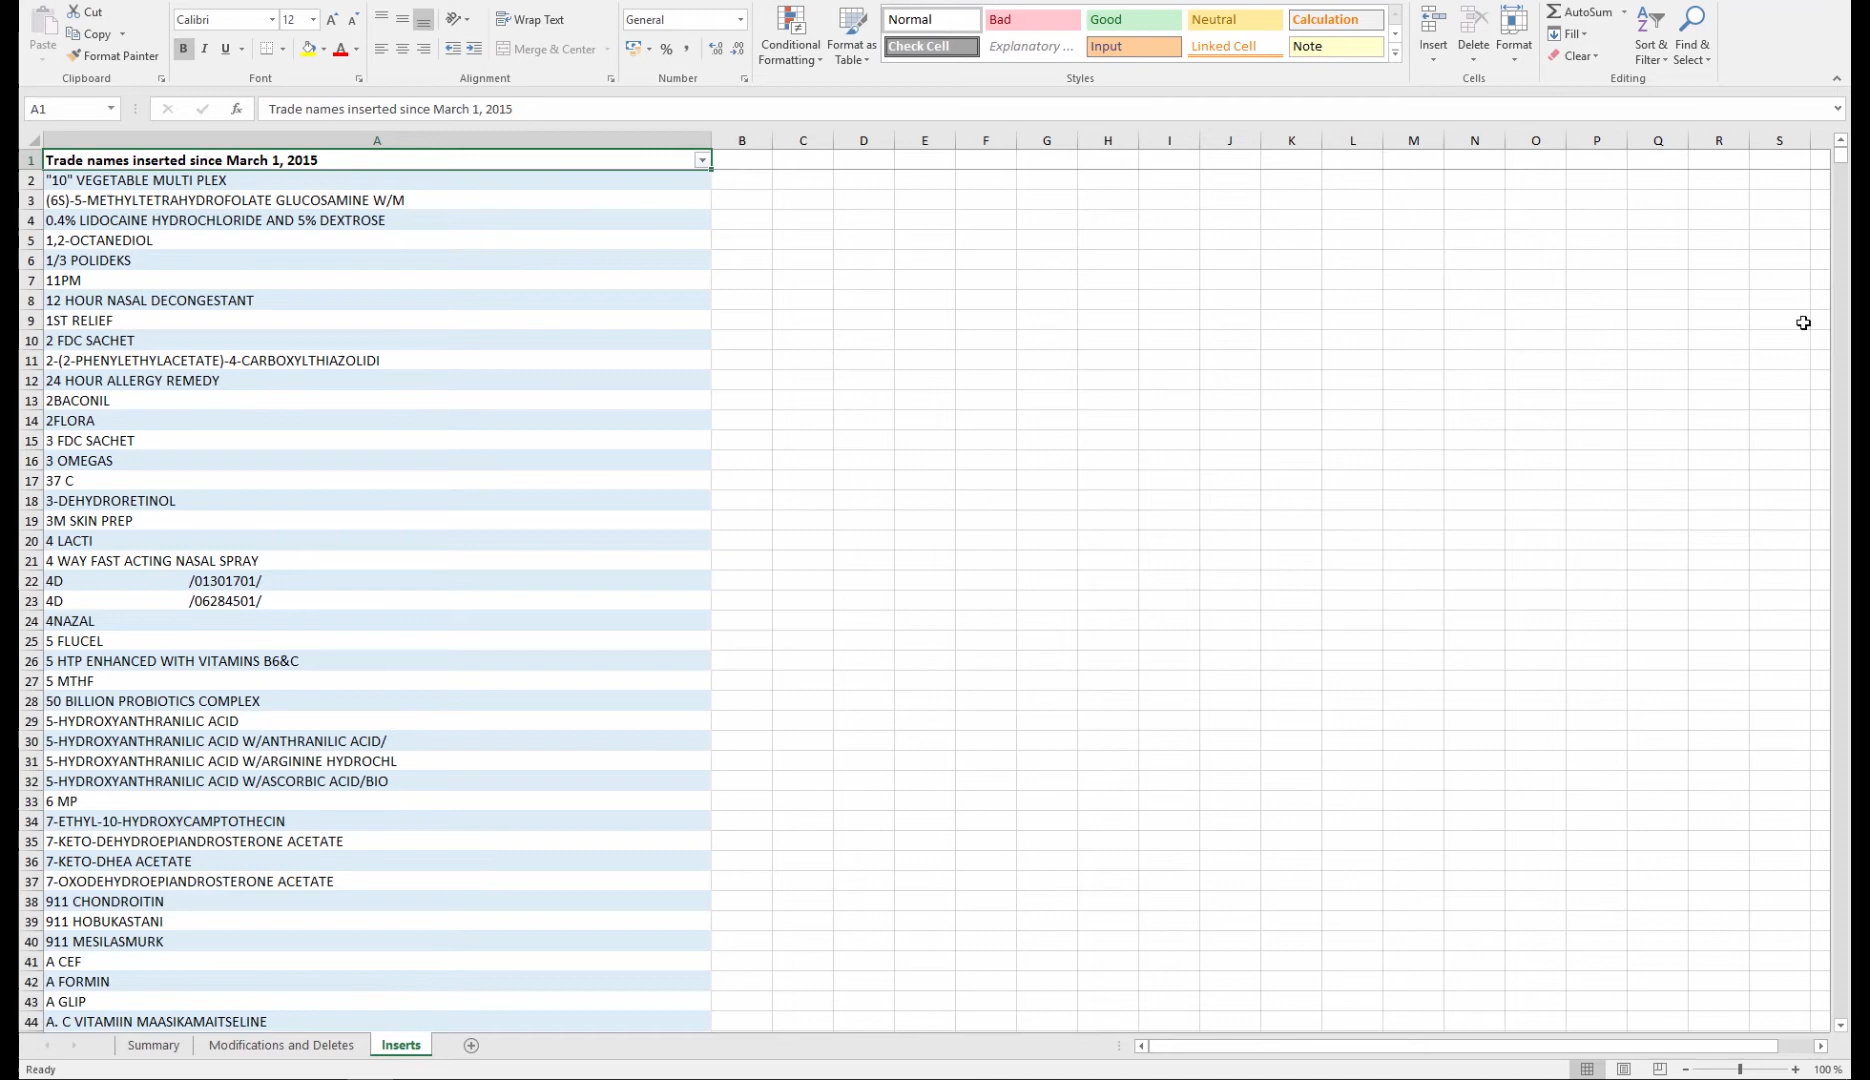 Cut
Copy
Format Painter
Paste
Clipboard
Calibri 12
B I U
Font
Wrap Text
Merge & Center
Alignment
General
% ,
Number
Conditional Formatting
Format as Table
Normal Bad Good Neutral Calculation
Check Cell Explanatory ... Input Linked Cell Note
Styles
Insert Delete Format
Cells
AutoSum
Fill
Clear
Sort & Filter
Find & Select
Editing
A1 fx Trade names inserted since March 1, 2015
A B C D E F G H I J K L M N O P Q R S
1 Trade names inserted since March 1, 2015
2 "10" VEGETABLE MULTI PLEX
3 (6S)-5-METHYLTETRAHYDROFOLATE GLUCOSAMINE W/M
4 0.4% LIDOCAINE HYDROCHLORIDE AND 5% DEXTROSE
5 1,2-OCTANEDIOL
6 1/3 POLIDEKS
7 11PM
8 12 HOUR NASAL DECONGESTANT
9 1ST RELIEF
10 2 FDC SACHET
11 2-(2-PHENYLETHYLACETATE)-4-CARBOXYLTHIAZOLIDI
12 24 HOUR ALLERGY REMEDY
13 2BACONIL
14 2FLORA
15 3 FDC SACHET
16 3 OMEGAS
17 37 C
18 3-DEHYDRORETINOL
19 3M SKIN PREP
20 4 LACTI
21 4 WAY FAST ACTING NASAL SPRAY
22 4D /01301701/
23 4D /06284501/
24 4NAZAL
25 5 FLUCEL
26 5 HTP ENHANCED WITH VITAMINS B6&C
27 5 MTHF
28 50 BILLION PROBIOTICS COMPLEX
29 5-HYDROXYANTHRANILIC ACID
30 5-HYDROXYANTHRANILIC ACID W/ANTHRANILIC ACID/
31 5-HYDROXYANTHRANILIC ACID W/ARGININE HYDROCHL
32 5-HYDROXYANTHRANILIC ACID W/ASCORBIC ACID/BIO
33 6 MP
34 7-ETHYL-10-HYDROXYCAMPTOTHECIN
35 7-KETO-DEHYDROEPIANDROSTERONE ACETATE
36 7-KETO-DHEA ACETATE
37 7-OXODEHYDROEPIANDROSTERONE ACETATE
38 911 CHONDROITIN
39 911 HOBUKASTANI
40 911 MESILASMURK
41 A CEF
42 A FORMIN
43 A GLIP
44 A. C VITAMIIN MAASIKAMAITSELINE
Summary Modifications and Deletes Inserts
Ready 100 %